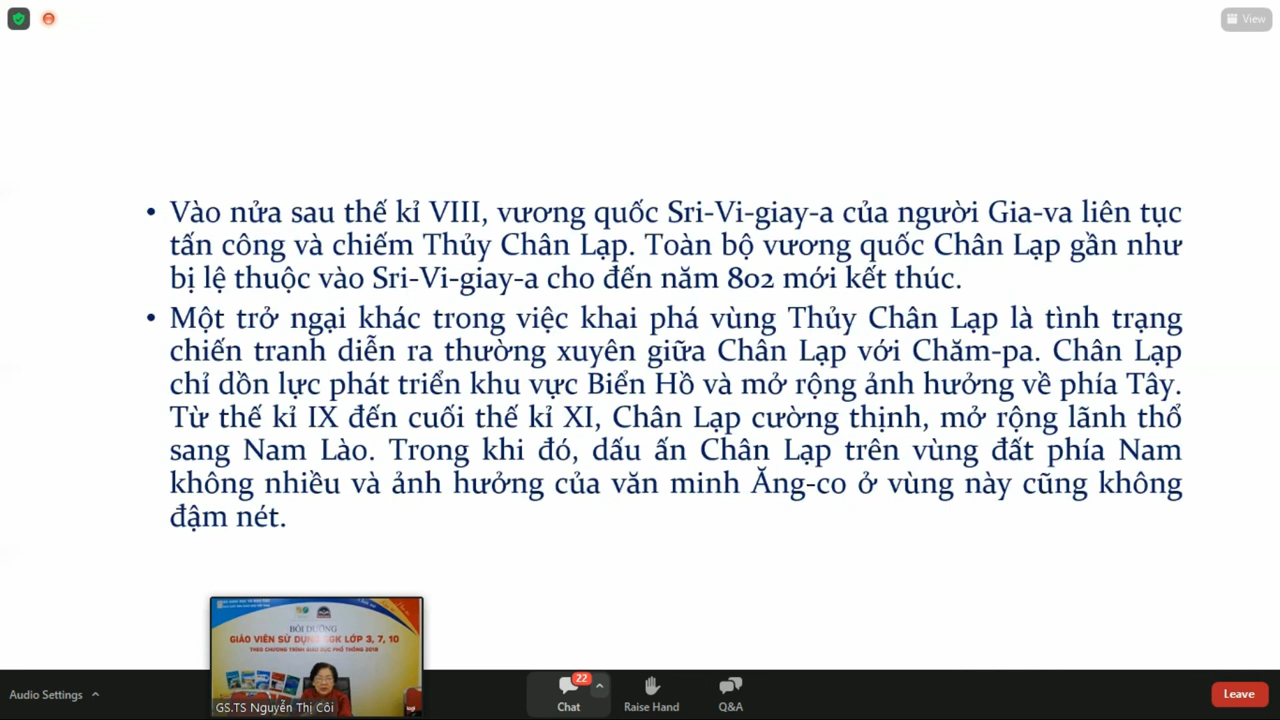 View
• Vào nửa sau thế kỉ VIII, vương quốc Sri-Vi-giay-a của người Gia-va liên tục
tấn công và chiếm Thủy Chân Lạp. Toàn bộ vương quốc Chân Lạp gần như
bị lệ thuộc vào Sri-Vi-giay-a cho đến năm 802 mới kết thúc.
• Một trở ngại khác trong việc khai phá vùng Thủy Chân Lạp là tình trạng
chiến tranh diễn ra thường xuyên giữa Chân Lạp với Chăm-pa. Chân Lạp
chỉ dồn lực phát triển khu vực Biển Hồ và mở rộng ảnh hưởng về phía Tây.
Từ thế kỉ IX đến cuối thế kỉ XI, Chân Lạp cường thịnh, mở rộng lãnh thổ
sang Nam Lào. Trong khi đó, dấu ấn Chân Lạp trên vùng đất phía Nam
không nhiều và ảnh hưởng của văn minh Ăng-co ở vùng này cũng không
đậm nét.
BỒI DƯỠNG
GIÁO VIÊN SỬ DỤNG SGK LỚP 3, 7, 10
THEO CHƯƠNG TRÌNH GIÁO DỤC PHỔ THÔNG 2018
GS.TS Nguyễn Thị Côi
Audio Settings
22
Chat
Raise Hand
Q&A
Leave